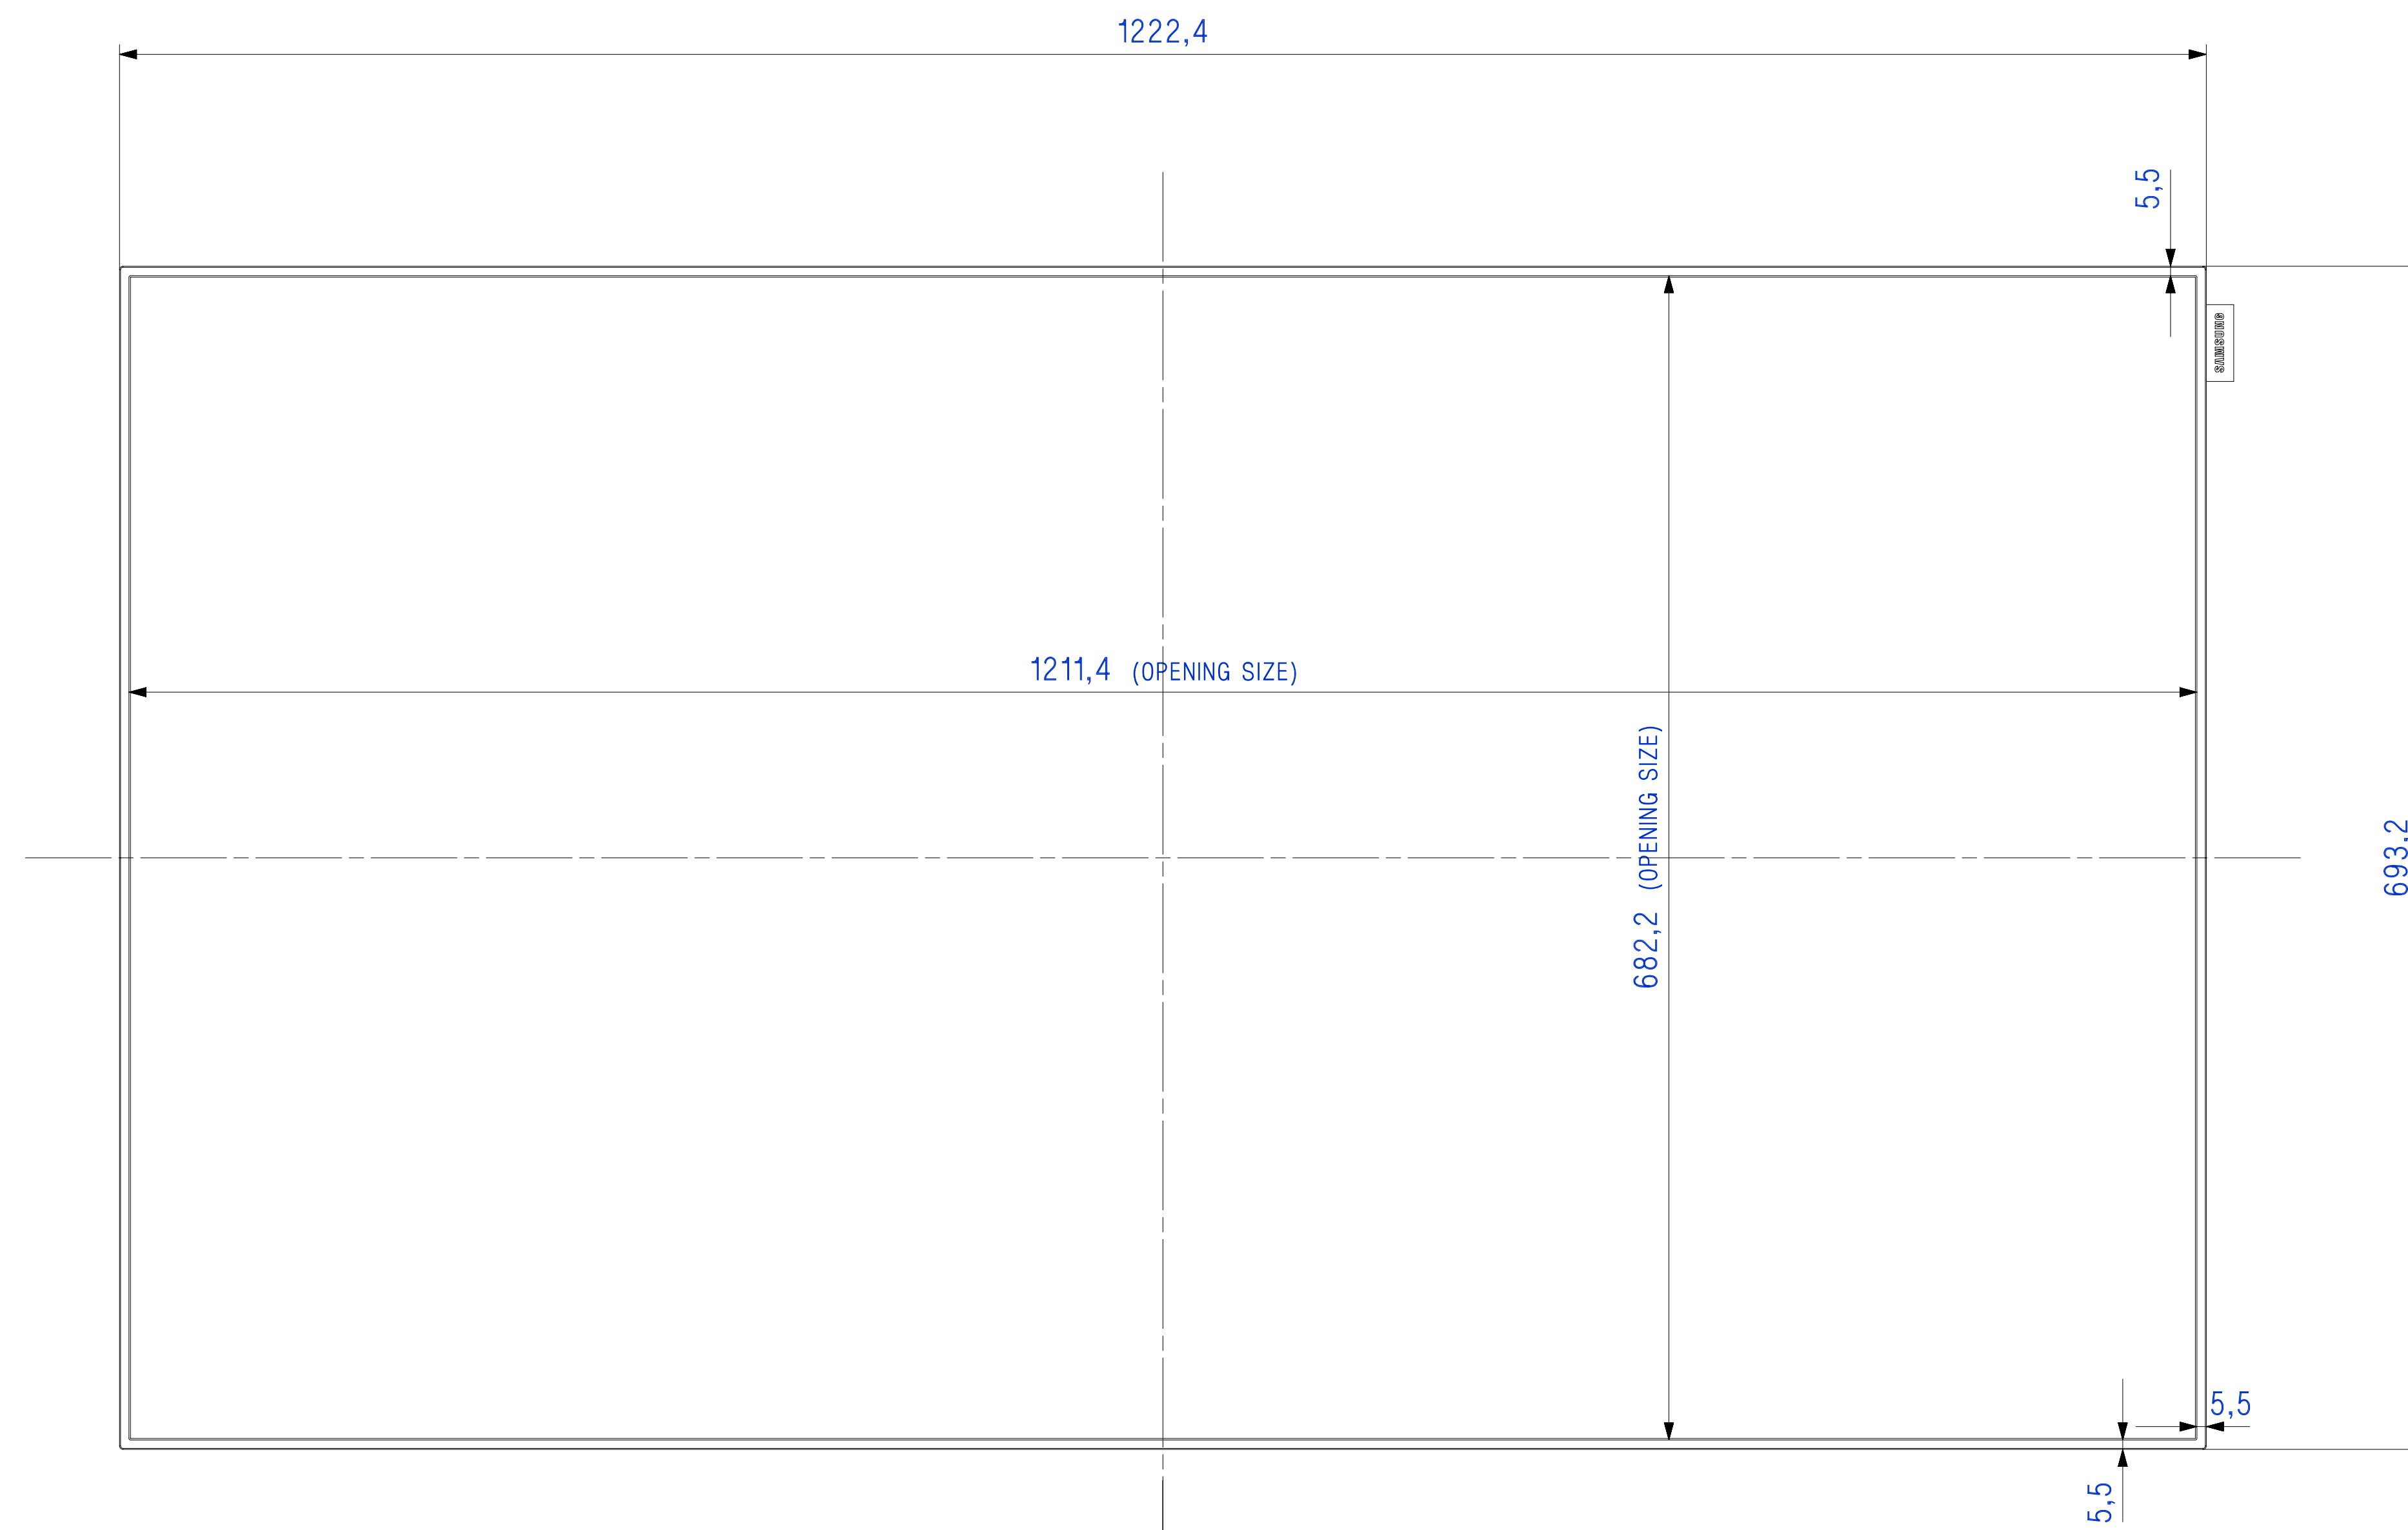 1222,4
5,5
SAMSUNG
1211,4 (OPENING SIZE)
682,2 (OPENING SIZE)
693,2
5,5
5,5